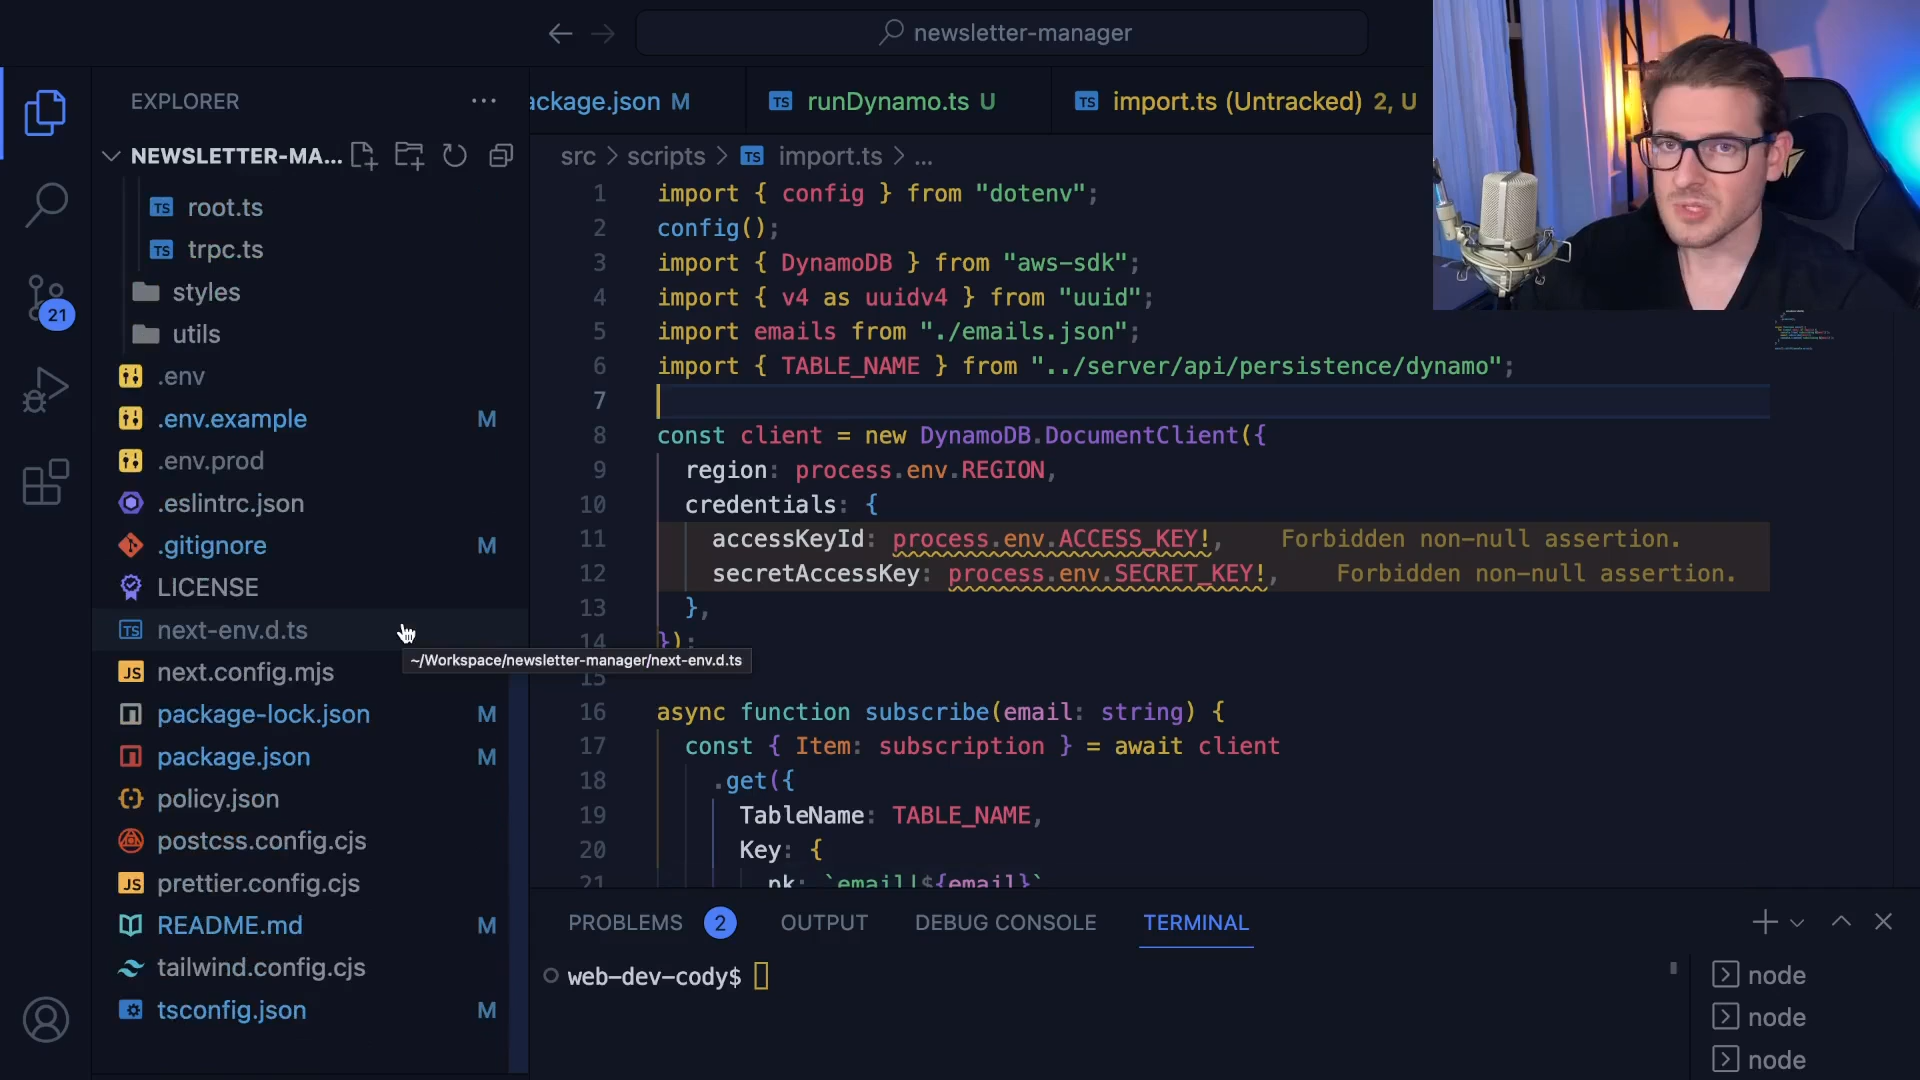 newsletter-manager
EXPLORER
NEWSLETTER-MA...
root.ts
trpc.ts
styles
utils
.env
.env.example M
.env.prod
.eslintrc.json
.gitignore M
LICENSE
next-env.d.ts
next.config.mjs
package-lock.json M
package.json M
policy.json
postcss.config.cjs
prettier.config.cjs
README.md M
tailwind.config.cjs
tsconfig.json M
21
ackage.json M
runDynamo.ts U
import.ts (Untracked) 2, U
src > scripts > TS import.ts > ...
1 import { config } from "dotenv";
2 config();
3 import { DynamoDB } from "aws-sdk";
4 import { v4 as uuidv4 } from "uuid";
5 import emails from "./emails.json";
6 import { TABLE_NAME } from "../server/api/persistence/dynamo";
7
8 const client = new DynamoDB.DocumentClient({
9 region: process.env.REGION,
10 credentials: {
11 accessKeyId: process.env.ACCESS_KEY!, Forbidden non-null assertion.
12 secretAccessKey: process.env.SECRET_KEY!, Forbidden non-null assertion.
13 },
14 });
~/Workspace/newsletter-manager/next-env.d.ts
15
16 async function subscribe(email: string) {
17 const { Item: subscription } = await client
18 .get({
19 TableName: TABLE_NAME,
20 Key: {
21 pk: `email|${email}`
PROBLEMS 2 OUTPUT DEBUG CONSOLE TERMINAL
web-dev-cody$
node
node
node